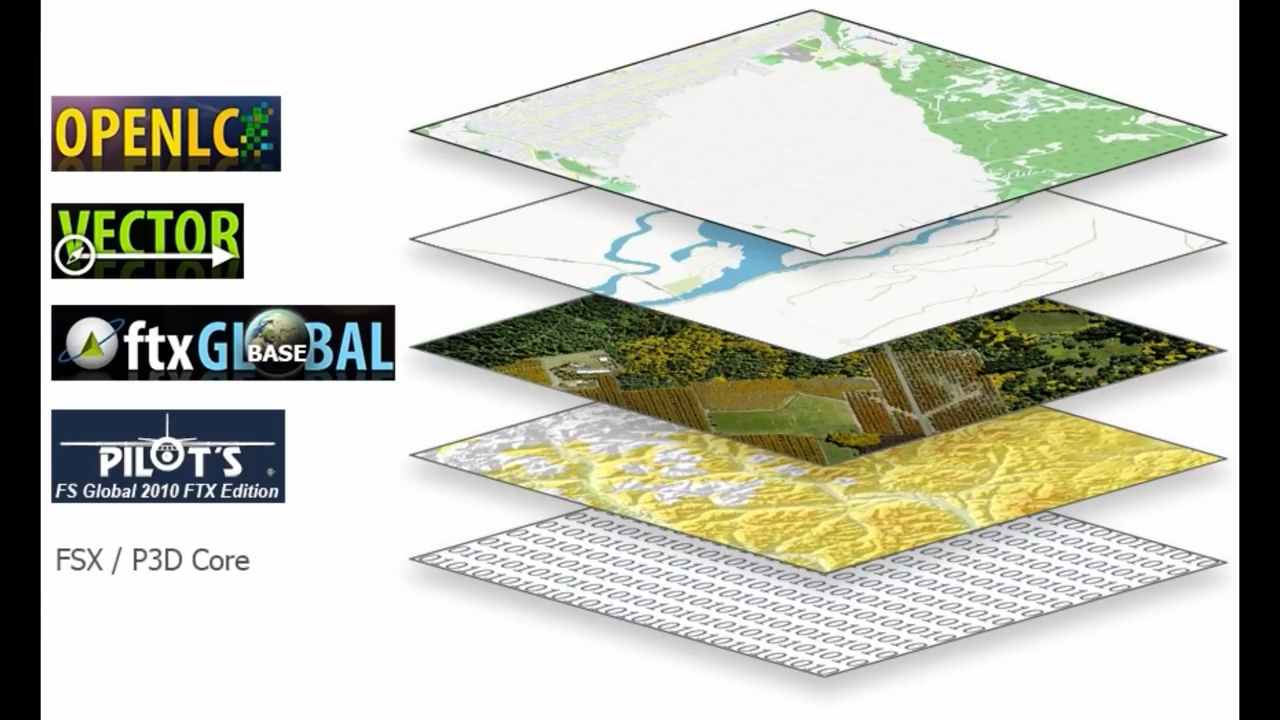 OPENLC
VECTOR
ftxGLOBAL
BASE
PILOT'S
FS Global 2010 FTX Edition
FSX / P3D Core